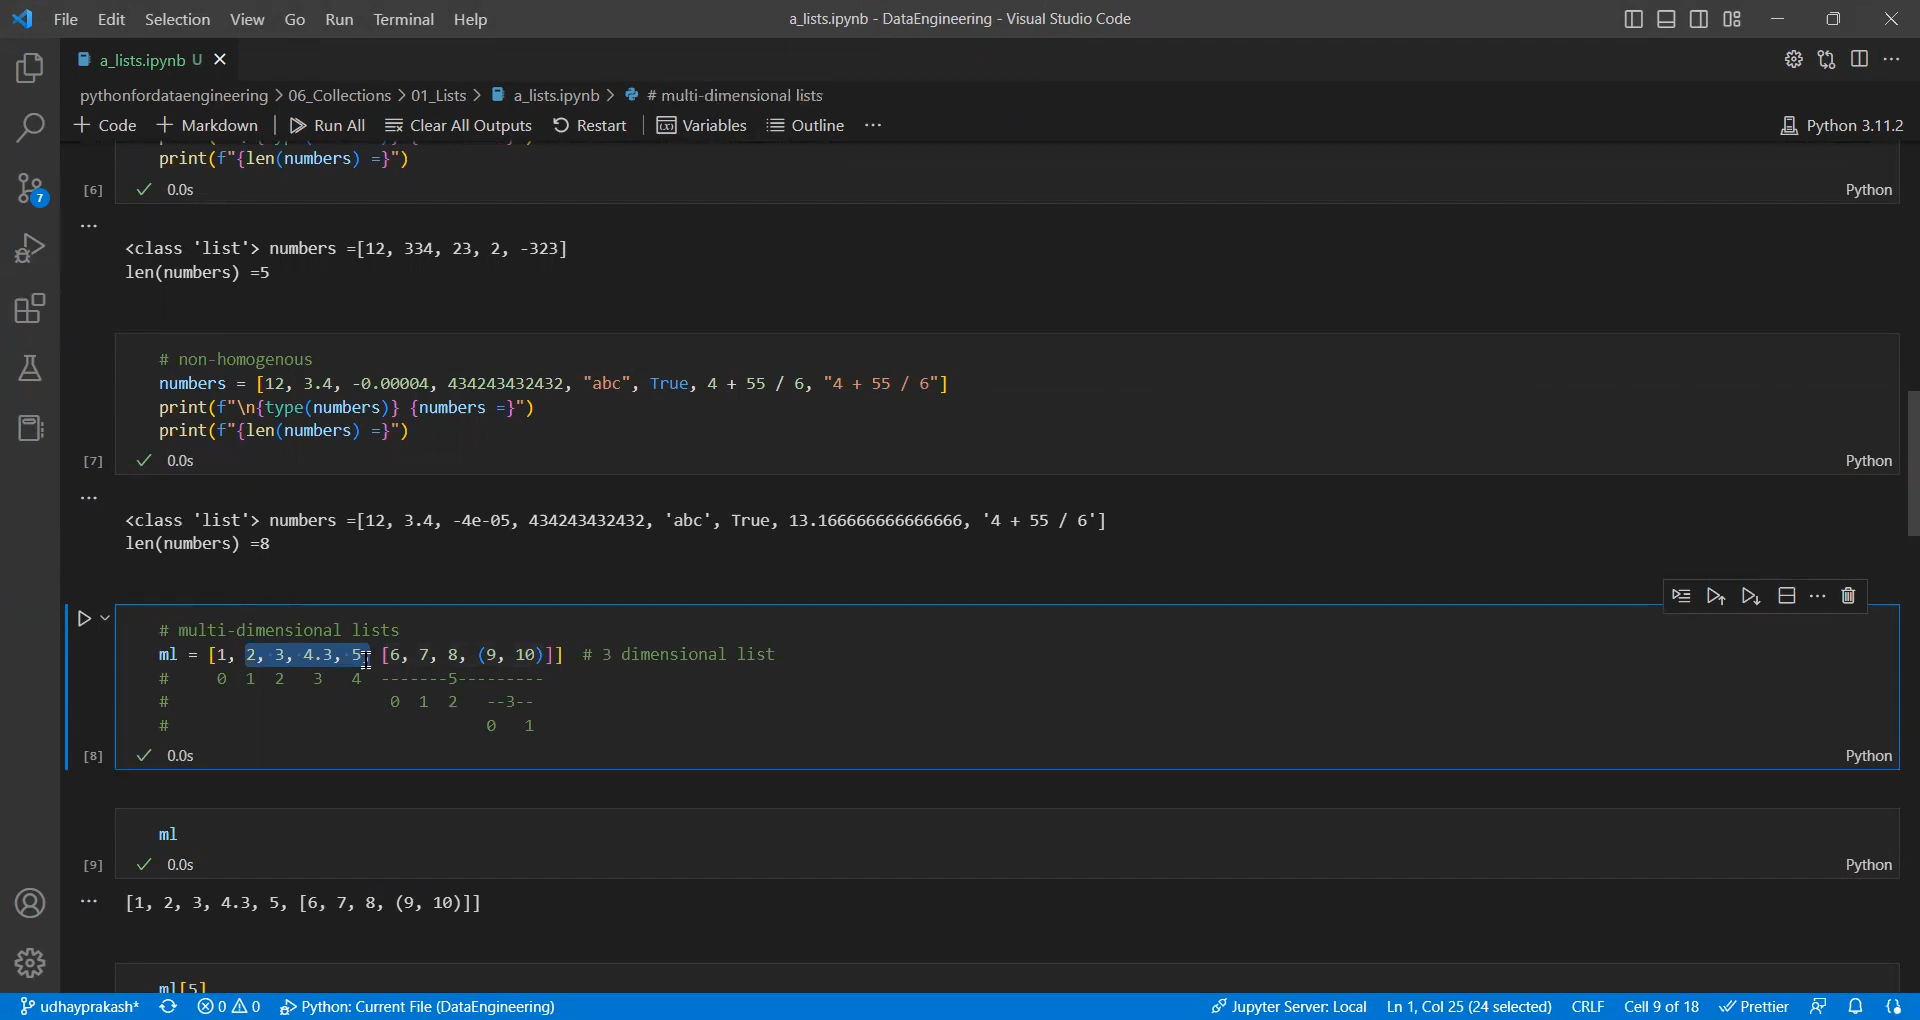 File Edit Selection View Go Run Terminal Help
a_lists.ipynb - DataEngineering - Visual Studio Code
a_lists.ipynb U
pythonfordataengineering > 06_Collections > 01_Lists > a_lists.ipynb > # multi-dimensional lists
+ Code + Markdown | Run All Clear All Outputs Restart | Variables Outline ...
Python 3.11.2
print(f"{len(numbers) =}")
[6] 0.0s Python
...
<class 'list'> numbers =[12, 334, 23, 2, -323]
len(numbers) =5
# non-homogenous
numbers = [12, 3.4, -0.00004, 434243432432, "abc", True, 4 + 55 / 6, "4 + 55 / 6"]
print(f"\n{type(numbers)} {numbers =}")
print(f"{len(numbers) =}")
[7] 0.0s Python
...
<class 'list'> numbers =[12, 3.4, -4e-05, 434243432432, 'abc', True, 13.166666666666666, '4 + 55 / 6']
len(numbers) =8
# multi-dimensional lists
ml = [1, 2, 3, 4.3, 5, [6, 7, 8, (9, 10)]] # 3 dimensional list
# 0 1 2 3 4 -------5---------
# 0 1 2 --3--
# 0 1
[8] 0.0s Python
ml
[9] 0.0s Python
... [1, 2, 3, 4.3, 5, [6, 7, 8, (9, 10)]]
ml[5]
7
udhayprakash* 0 0 Python: Current File (DataEngineering) Jupyter Server: Local Ln 1, Col 25 (24 selected) CRLF Cell 9 of 18 Prettier